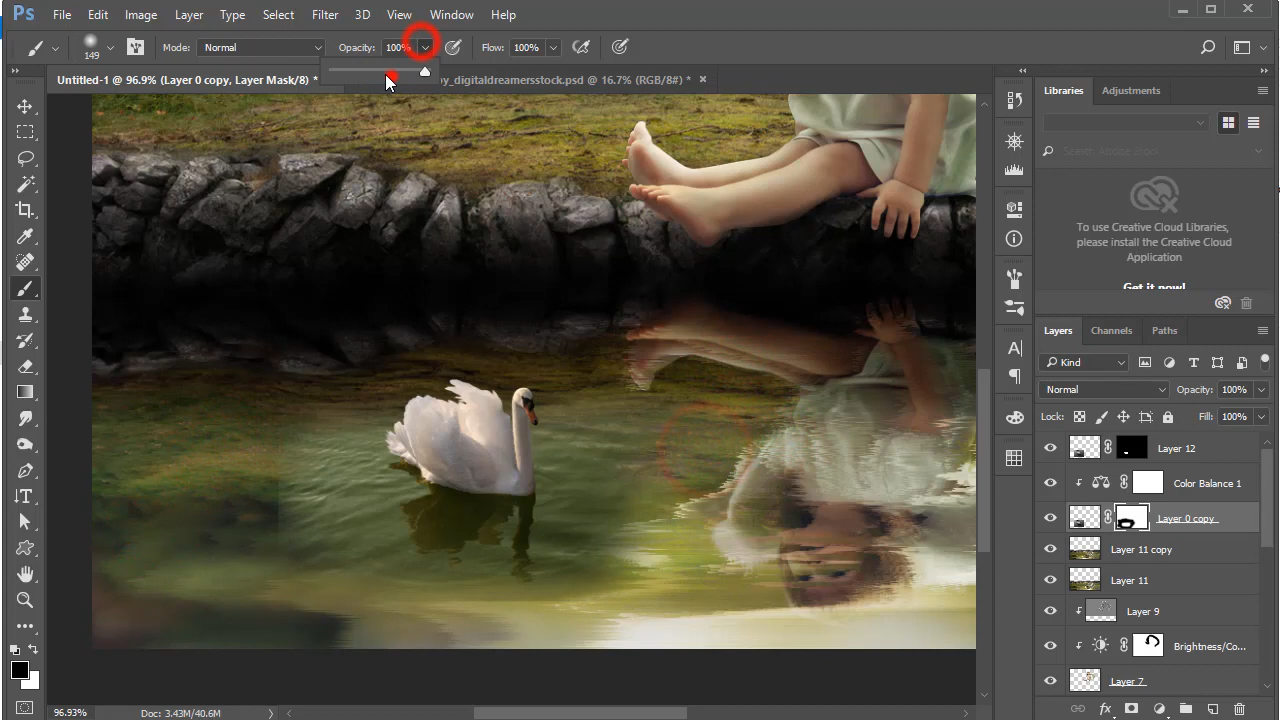 Ps File Edit Image Layer Type Select Filter 3D View Window Help
149 Mode: Normal Opacity: 100% Flow: 100%
Untitled-1 @ 96.9% (Layer 0 copy, Layer Mask/8) * y_digitaldreamersstock.psd @ 16.7% (RGB/8#) *
Libraries Adjustments
Search Adobe Stock
To use Creative Cloud Libraries,
please install the Creative Cloud
Application
Get it now!
Layers Channels Paths
Kind
Normal Opacity: 100%
Lock: Fill: 100%
Layer 12
Color Balance 1
Layer 0 copy
Layer 11 copy
Layer 11
Layer 9
Brightness/Co...
Layer 7
96.93% Doc: 3.43M/40.6M